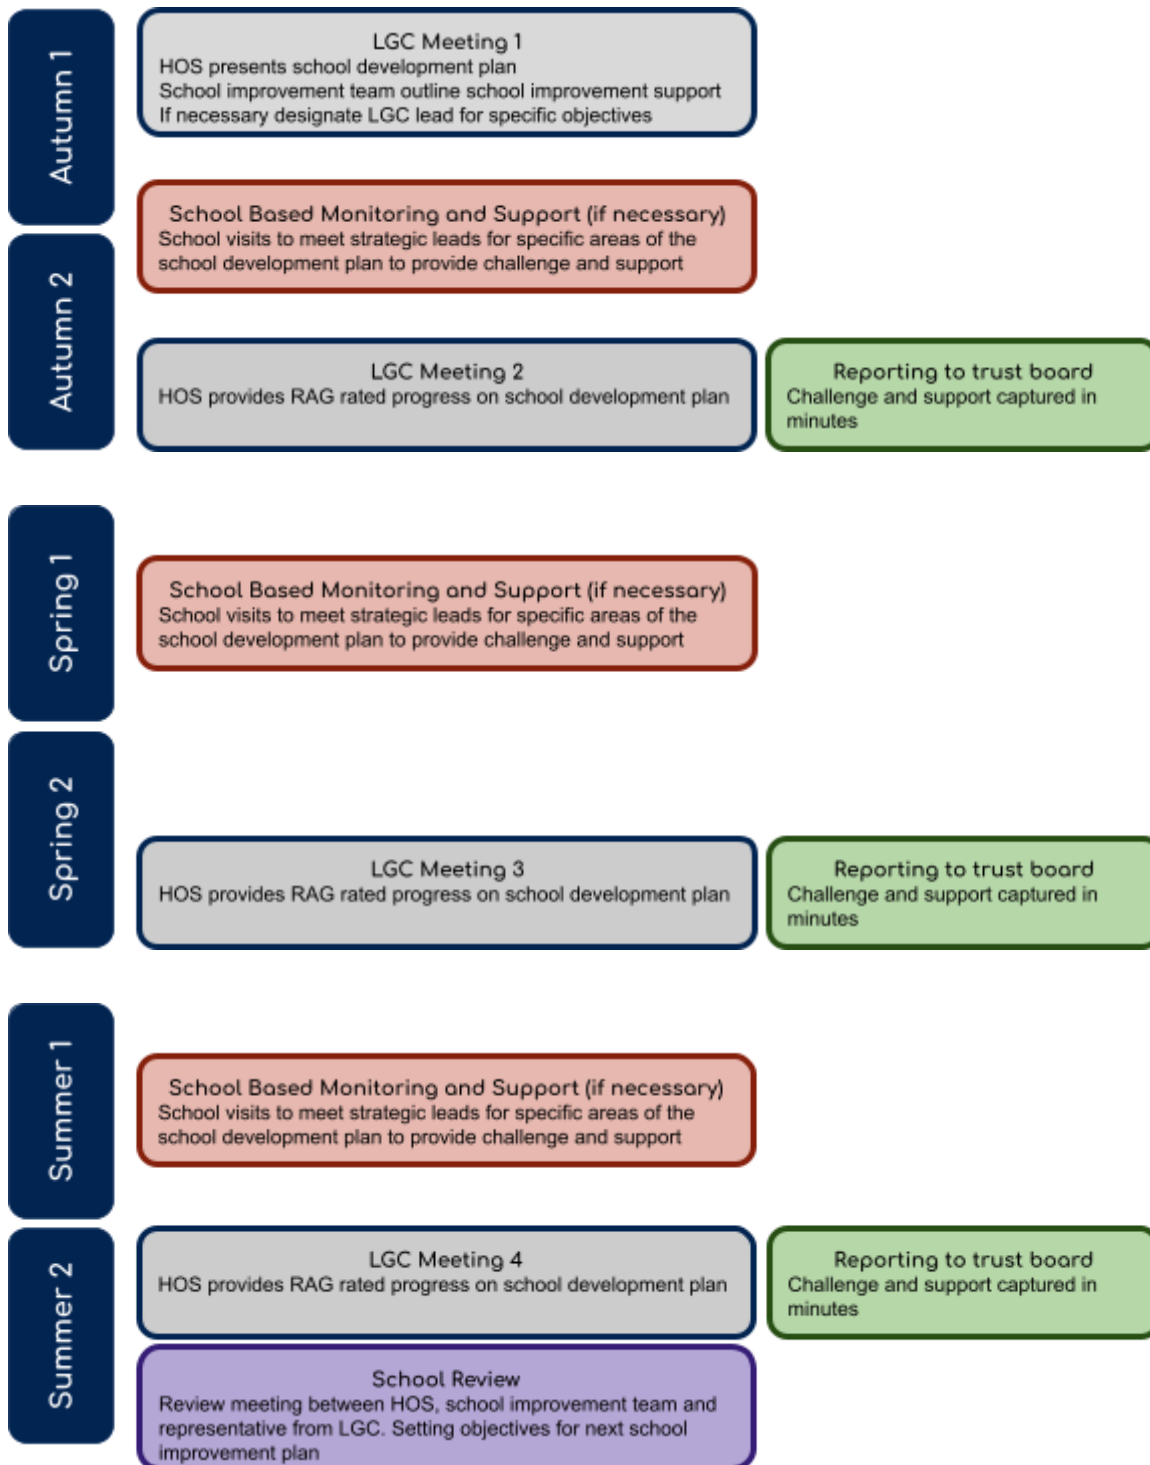 Autumn 1
LGC Meeting 1
HOS presents school development plan
School improvement team outline school improvement support
If necessary designate LGC lead for specific objectives
School Based Monitoring and Support (if necessary)
School visits to meet strategic leads for specific areas of the
school development plan to provide challenge and support
Autumn 2
LGC Meeting 2
HOS provides RAG rated progress on school development plan
Reporting to trust board
Challenge and support captured in
minutes
Spring 1
School Based Monitoring and Support (if necessary)
School visits to meet strategic leads for specific areas of the
school development plan to provide challenge and support
Spring 2
LGC Meeting 3
HOS provides RAG rated progress on school development plan
Reporting to trust board
Challenge and support captured in
minutes
Summer 1
School Based Monitoring and Support (if necessary)
School visits to meet strategic leads for specific areas of the
school development plan to provide challenge and support
Summer 2
LGC Meeting 4
HOS provides RAG rated progress on school development plan
Reporting to trust board
Challenge and support captured in
minutes
School Review
Review meeting between HOS, school improvement team and
representative from LGC. Setting objectives for next school
improvement plan